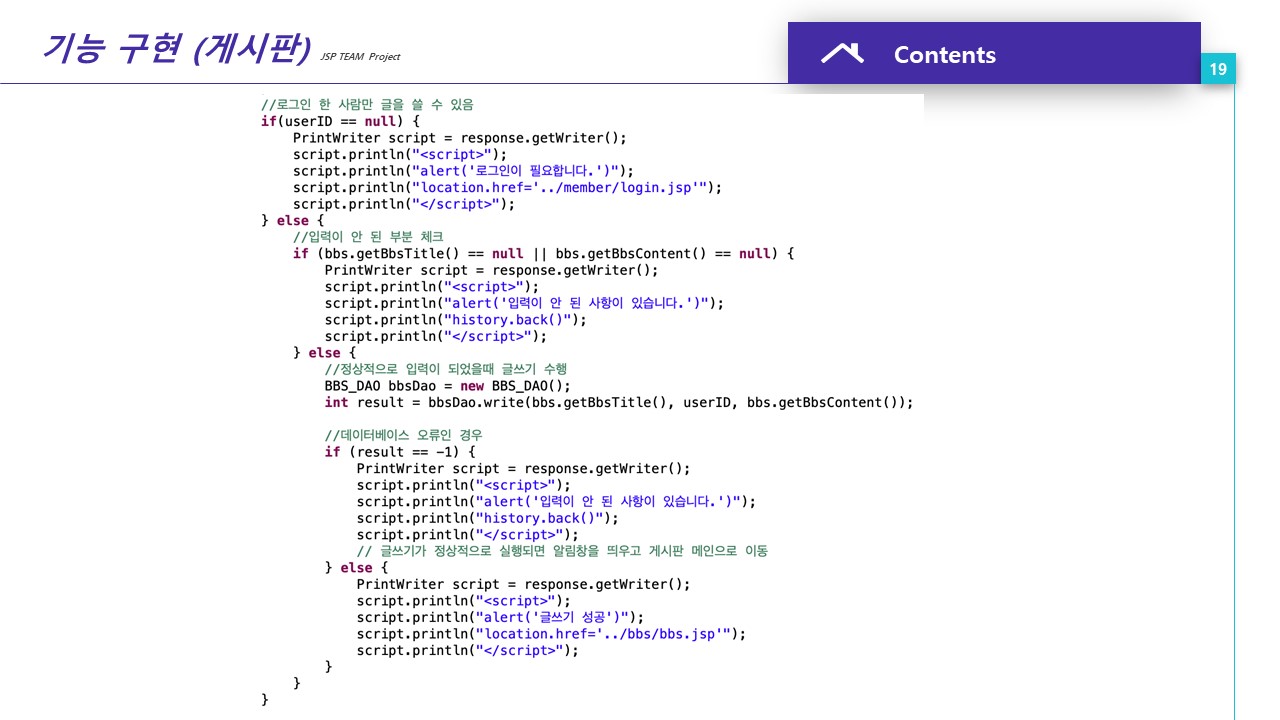 기능 구현 (게시판) JSP TEAM Project
Contents
19
//로그인 한 사람만 글을 쓸 수 있음
if(userID == null) {
    PrintWriter script = response.getWriter();
    script.println("<script>");
    script.println("alert('로그인이 필요합니다.')");
    script.println("location.href='../member/login.jsp'");
    script.println("</script>");
} else {
    //입력이 안 된 부분 체크
    if (bbs.getBbsTitle() == null || bbs.getBbsContent() == null) {
        PrintWriter script = response.getWriter();
        script.println("<script>");
        script.println("alert('입력이 안 된 사항이 있습니다.')");
        script.println("history.back()");
        script.println("</script>");
    } else {
        //정상적으로 입력이 되었을때 글쓰기 수행
        BBS_DAO bbsDao = new BBS_DAO();
        int result = bbsDao.write(bbs.getBbsTitle(), userID, bbs.getBbsContent());

        //데이터베이스 오류인 경우
        if (result == -1) {
            PrintWriter script = response.getWriter();
            script.println("<script>");
            script.println("alert('입력이 안 된 사항이 있습니다.')");
            script.println("history.back()");
            script.println("</script>");
            // 글쓰기가 정상적으로 실행되면 알림창을 띄우고 게시판 메인으로 이동
        } else {
            PrintWriter script = response.getWriter();
            script.println("<script>");
            script.println("alert('글쓰기 성공')");
            script.println("location.href='../bbs/bbs.jsp'");
            script.println("</script>");
        }
    }
}